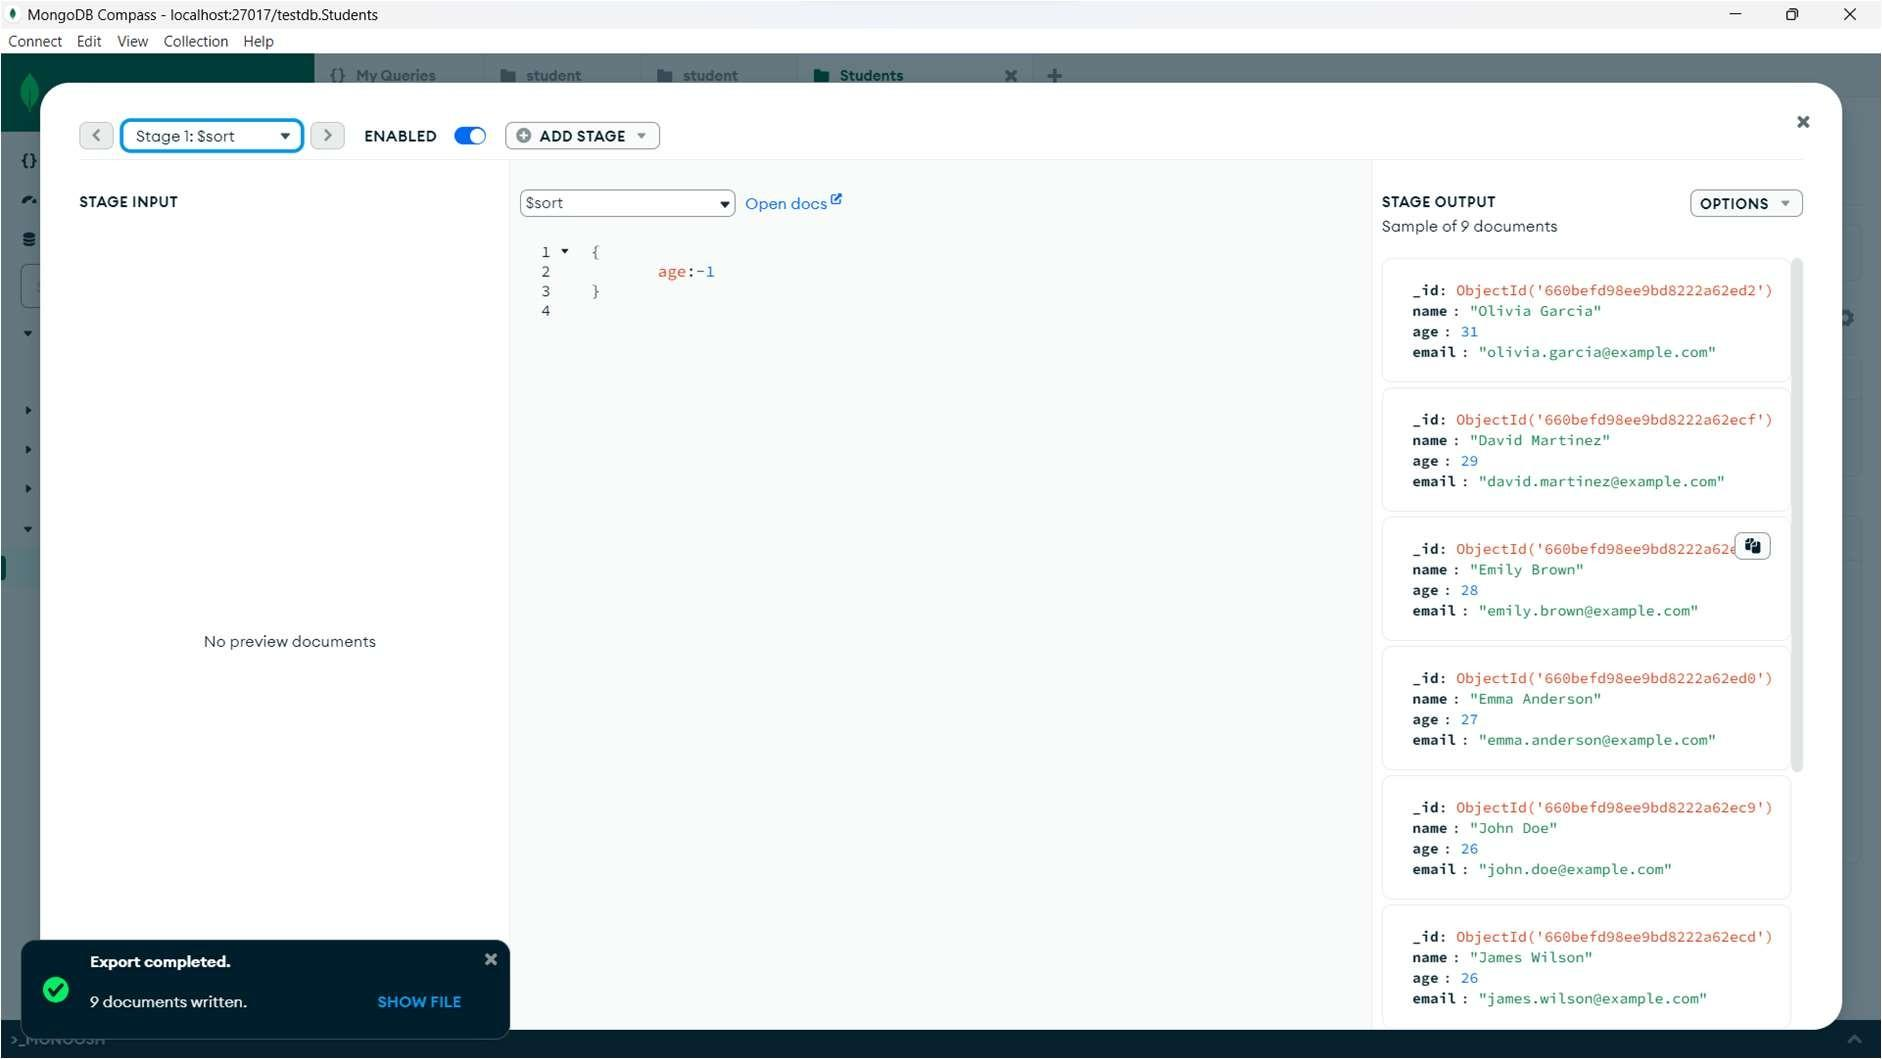 MongoDB Compass - localhost:27017/testdb.Students
Connect Edit View Collection Help
{} My Queries student student Students
Stage 1: $sort ENABLED ADD STAGE
STAGE INPUT
No preview documents
$sort Open docs
1 {
2 age:-1
3 }
4
STAGE OUTPUT OPTIONS
Sample of 9 documents
_id: ObjectId('660befd98ee9bd8222a62ed2')
name : "Olivia Garcia"
age : 31
email : "olivia.garcia@example.com"
_id: ObjectId('660befd98ee9bd8222a62ecf')
name : "David Martinez"
age : 29
email : "david.martinez@example.com"
_id: ObjectId('660befd98ee9bd8222a62e
name : "Emily Brown"
age : 28
email : "emily.brown@example.com"
_id: ObjectId('660befd98ee9bd8222a62ed0')
name : "Emma Anderson"
age : 27
email : "emma.anderson@example.com"
_id: ObjectId('660befd98ee9bd8222a62ec9')
name : "John Doe"
age : 26
email : "john.doe@example.com"
_id: ObjectId('660befd98ee9bd8222a62ecd')
name : "James Wilson"
age : 26
email : "james.wilson@example.com"
Export completed.
9 documents written. SHOW FILE
>_MONGOSH